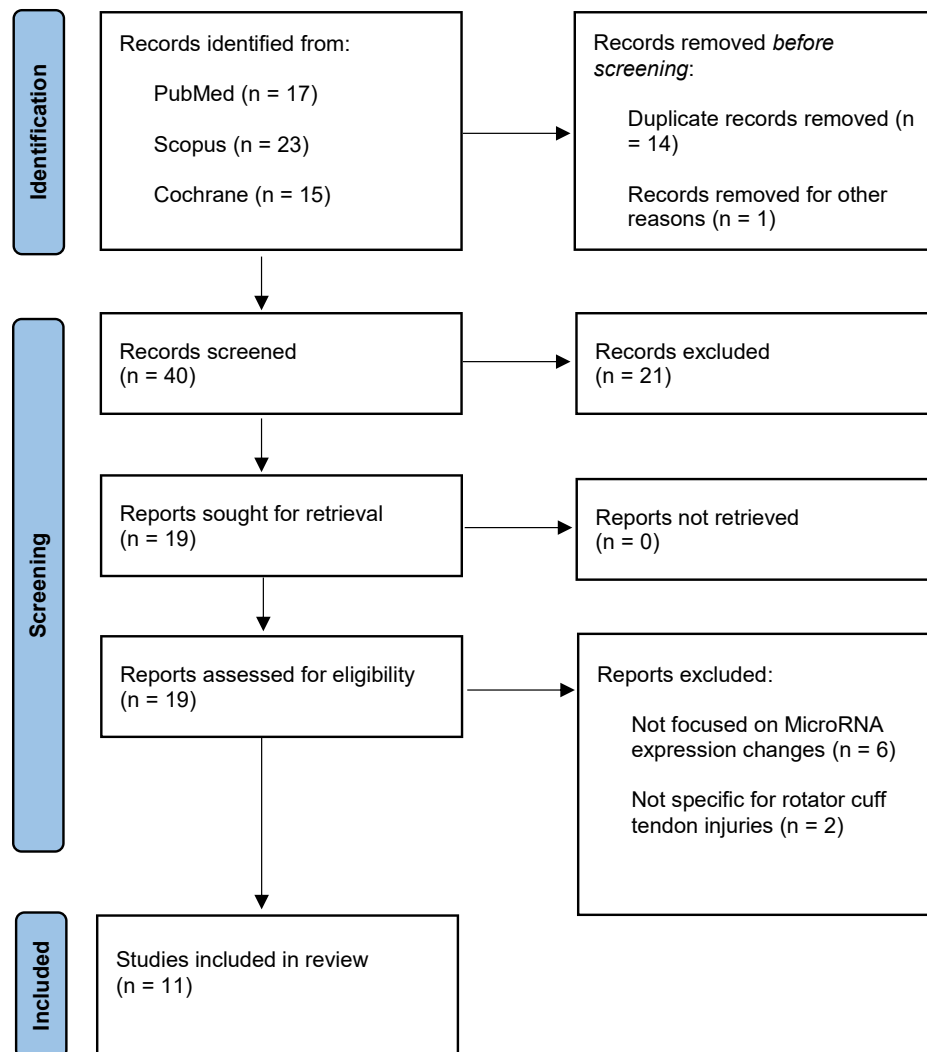 Identification
Records identified from:
PubMed (n = 17)
Scopus (n = 23)
Cochrane (n = 15)
Records removed before
screening:
Duplicate records removed (n
= 14)
Records removed for other
reasons (n = 1)
Screening
Records screened
(n = 40)
Records excluded
(n = 21)
Reports sought for retrieval
(n = 19)
Reports not retrieved
(n = 0)
Reports assessed for eligibility
(n = 19)
Reports excluded:
Not focused on MicroRNA
expression changes (n = 6)
Not specific for rotator cuff
tendon injuries (n = 2)
Included
Studies included in review
(n = 11)